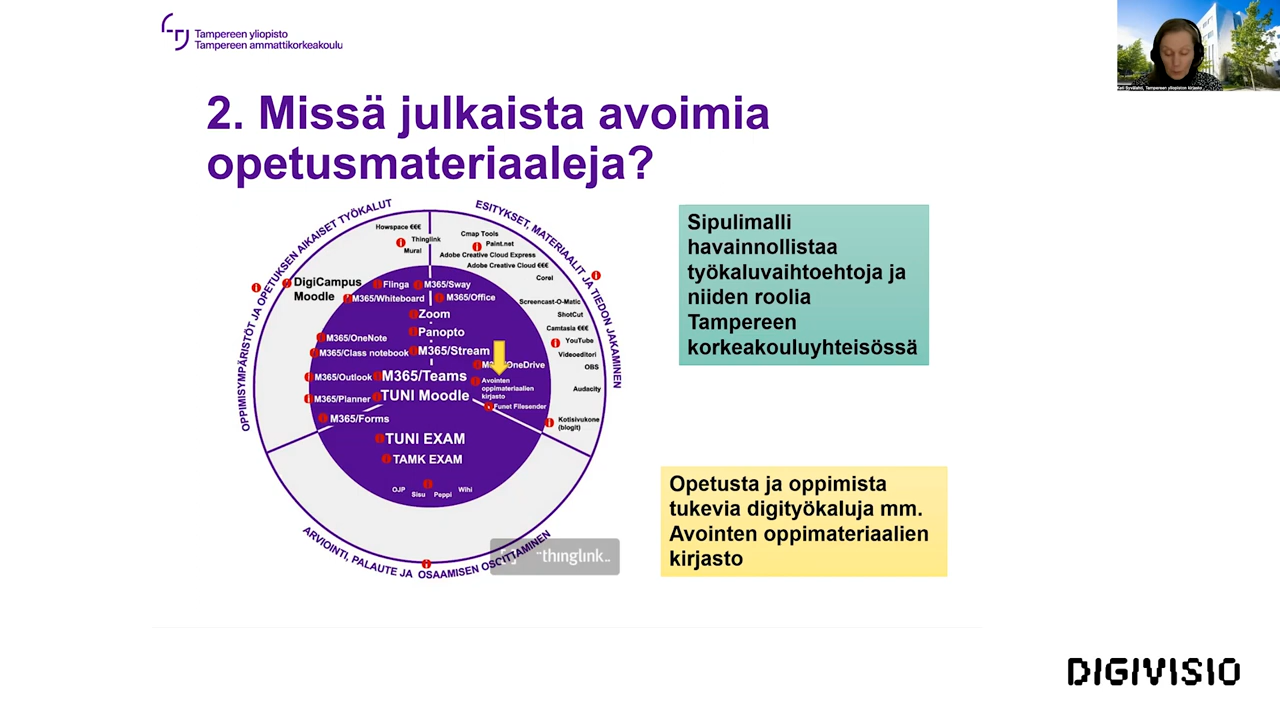 Tampereen yliopisto
Tampereen ammattikorkeakoulu
2. Missä julkaista avoimia
opetusmateriaaleja?
OPPIMISYMPÄRISTÖT JA OPETUKSEN AIKAISET TYÖKALUT
ESITYKSET, MATERIAALIT JA TIEDON JAKAMINEN
Howspace €€€
Thinglink
Mural
Cmap Tools
Paint.net
Adobe Creative Cloud Express
Adobe Creative Cloud €€€
Corel
DigiCampus
Moodle
Flinga
M365/Sway
M365/Whiteboard
M365/Office
Screencast-O-Matic
Zoom
ShotCut
Panopto
Camtasia €€€
M365/OneNote
YouTube
M365/Class notebook
M365/Stream
Videoeditori
OneDrive
OBS
M365/Outlook
M365/Teams
Avointen
oppimateriaalien
kirjasto
Audacity
M365/Planner
TUNI Moodle
Funet Filesender
M365/Forms
Kotisivukone
(blogit)
TUNI EXAM
TAMK EXAM
OJP
Sisu
Peppi
Wihi
ARVIOINTI, PALAUTE JA OSAAMISEN OSOITTAMINEN
thinglink..
Sipulimalli
havainnollistaa
työkaluvaihtoehtoja ja
niiden roolia
Tampereen
korkeakouluyhteisössä
Opetusta ja oppimista
tukevia digityökaluja mm.
Avointen oppimateriaalien
kirjasto
DIGIVISIO